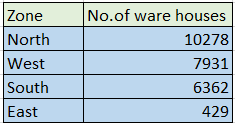 Zone No.of ware houses
North 10278
West 7931
South 6362
East 429